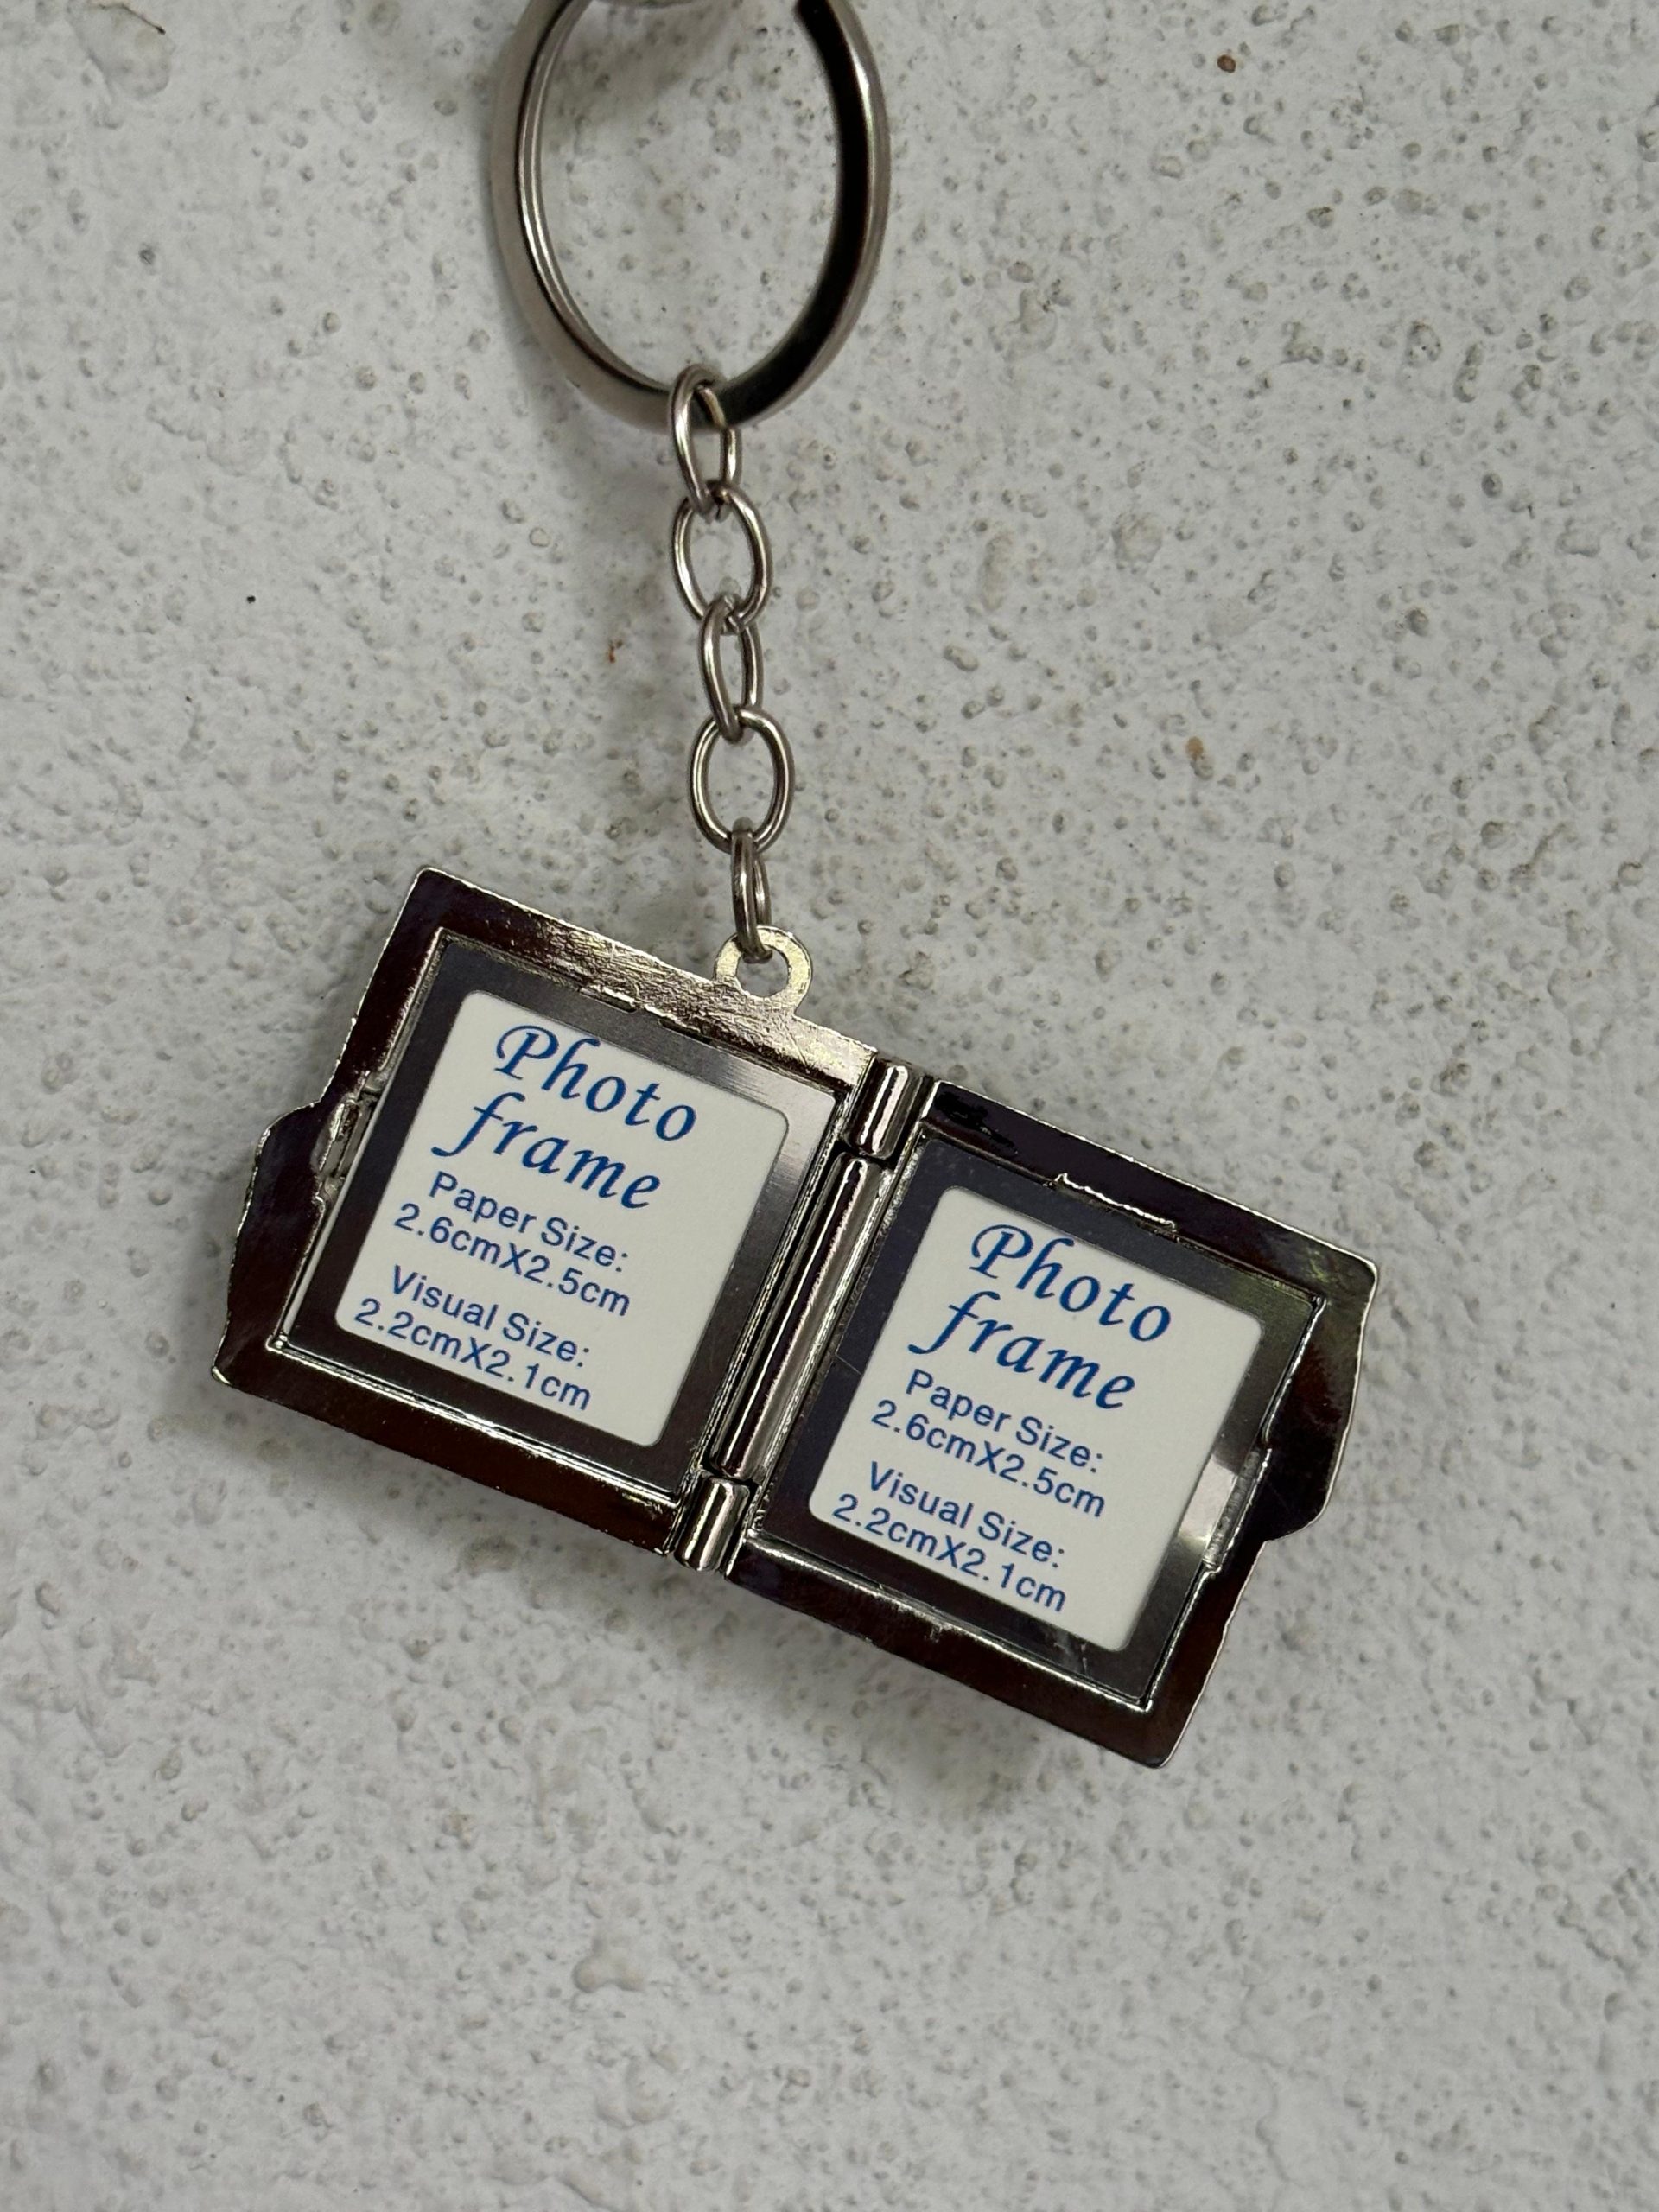 Photo
frame
Paper Size:
2.6cmX2.5cm
Visual Size:
2.2cmX2.1cm
Photo
frame
Paper Size:
2.6cmX2.5cm
Visual Size:
2.2cmX2.1cm